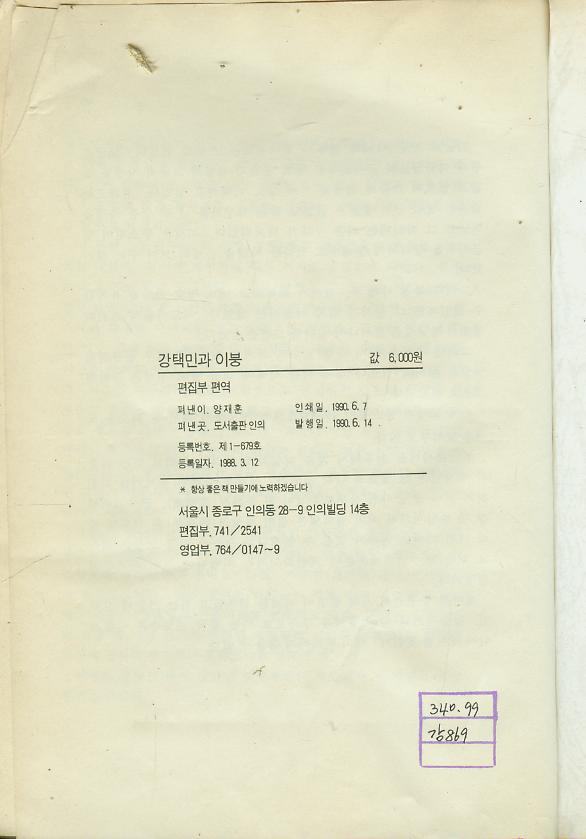 강택민과 이붕 값 6,000원
편집부 편역
펴낸이. 양재훈 인쇄일. 1990. 6. 7
펴낸곳. 도서출판 인의 발행일. 1990. 6. 14
등록번호. 제1-679호
등록일자. 1988. 3. 12
* 항상 좋은 책 만들기에 노력하겠습니다
서울시 종로구 인의동 28-9 인의빌딩 14층
편집부. 741/2541
영업부. 764/0147~9
340.99
강869